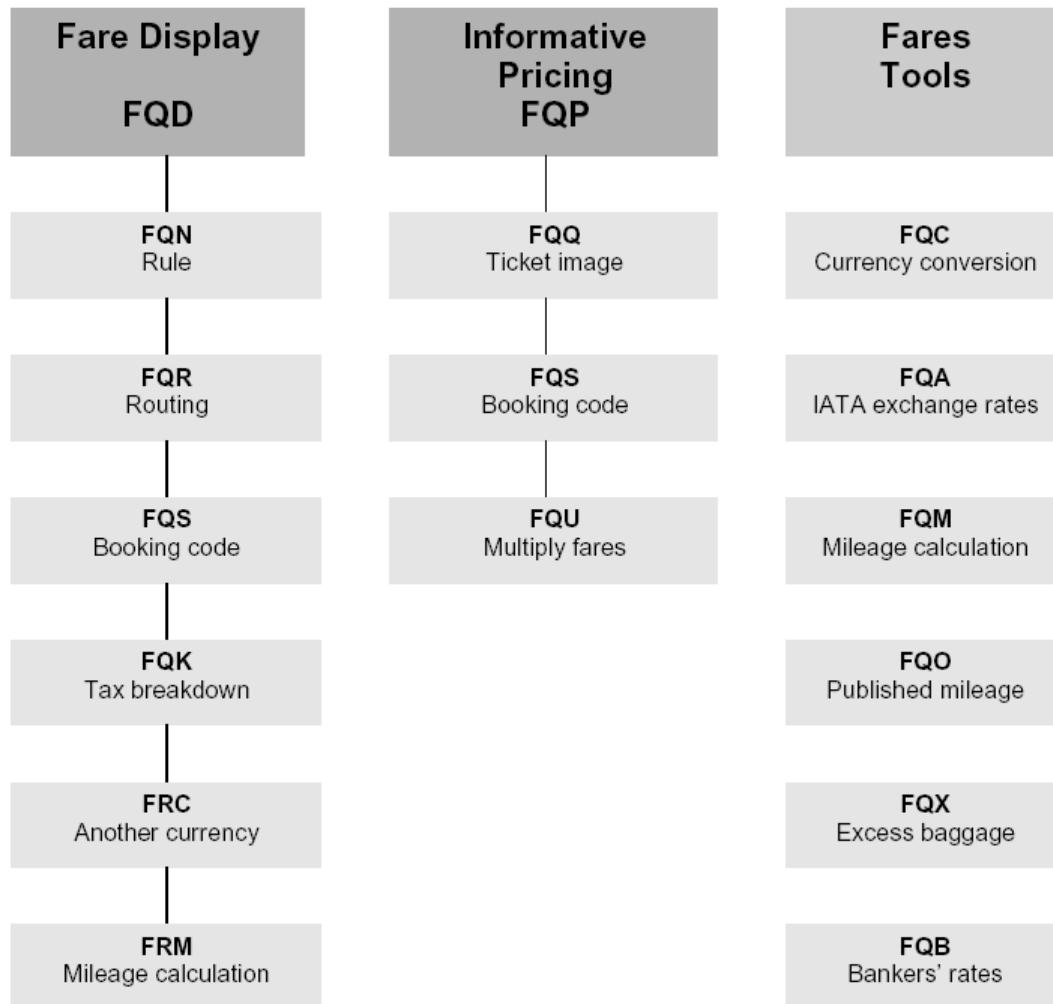 Fare Display
FQD
FQN
Rule
FQR
Routing
FQS
Booking code
FQK
Tax breakdown
FRC
Another currency
FRM
Mileage calculation
Informative
Pricing
FQP
FQQ
Ticket image
FQS
Booking code
FQU
Multiply fares
Fares
Tools
FQC
Currency conversion
FQA
IATA exchange rates
FQM
Mileage calculation
FQO
Published mileage
FQX
Excess baggage
FQB
Bankers' rates